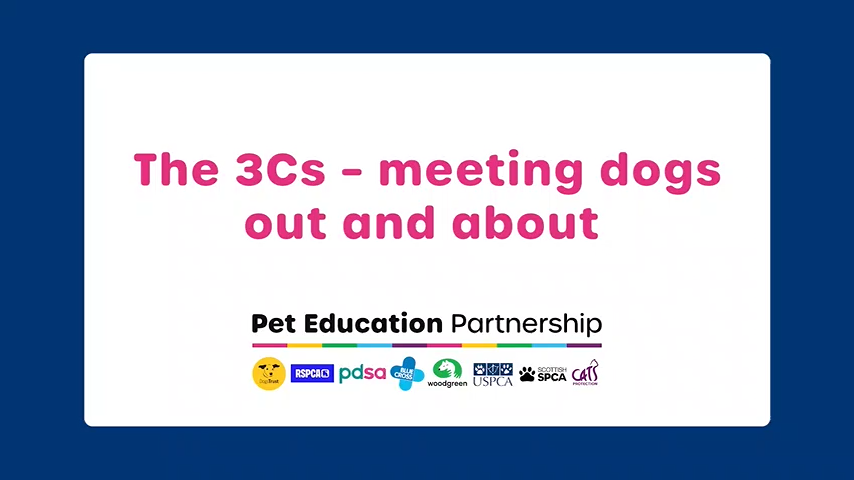 The 3Cs – meeting dogs
out and about
Pet Education Partnership
Dogs Trust
RSPCA
pdsa
BLUE
CROSS
woodgreen
USPCA
SCOTTISH
SPCA
CATS
PROTECTION